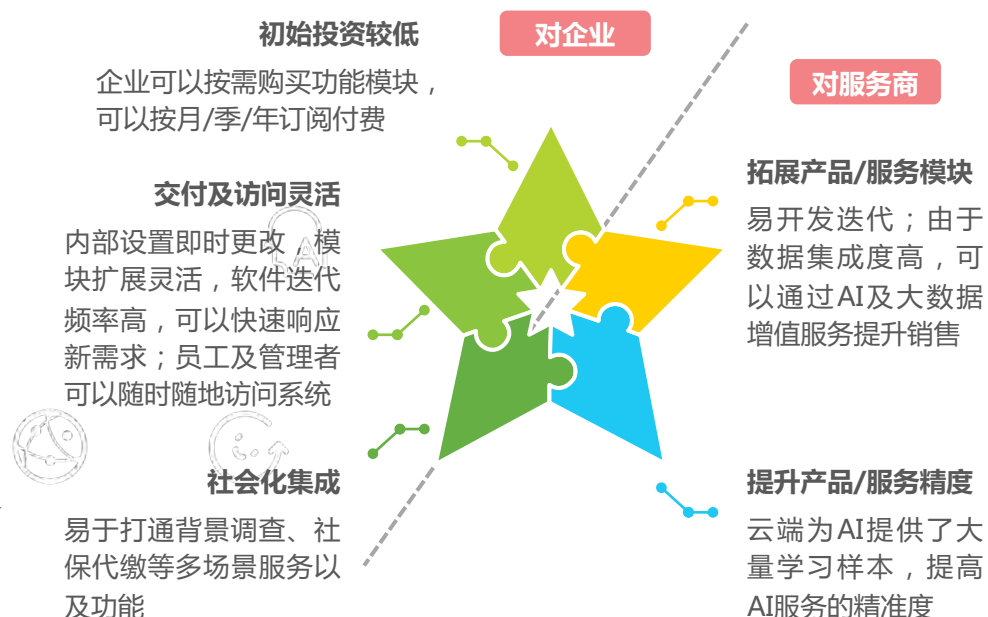 对企业
初始投资较低
企业可以按需购买功能模块，
可以按月/季/年订阅付费
交付及访问灵活
内部设置即时更改，模
块扩展灵活，软件迭代
频率高，可以快速响应
新需求；员工及管理者
可以随时随地访问系统
社会化集成
易于打通背景调查、社
保代缴等多场景服务以
及功能
对服务商
拓展产品/服务模块
易开发迭代；由于
数据集成度高，可
以通过AI及大数据
增值服务提升销售
提升产品/服务精度
云端为AI提供了大
量学习样本，提高
AI服务的精准度